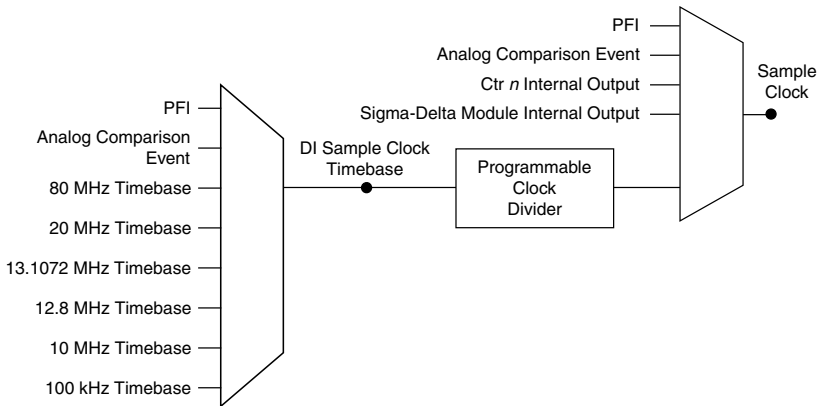 PFI
Analog Comparison Event
Ctr n Internal Output
Sigma-Delta Module Internal Output
Sample
Clock
PFI
Analog Comparison
Event
80 MHz Timebase
20 MHz Timebase
13.1072 MHz Timebase
12.8 MHz Timebase
10 MHz Timebase
100 kHz Timebase
DI Sample Clock
Timebase
Programmable
Clock
Divider